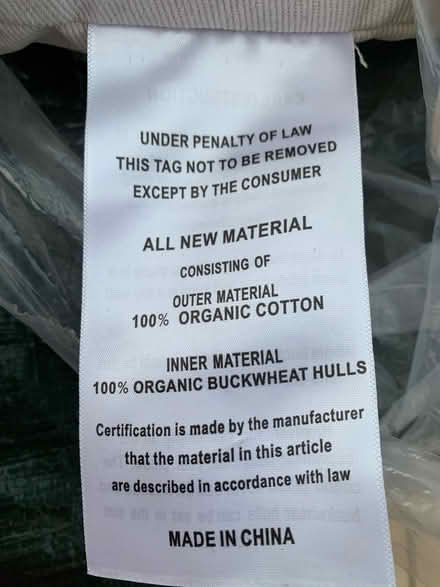 UNDER PENALTY OF LAW
THIS TAG NOT TO BE REMOVED
EXCEPT BY THE CONSUMER
ALL NEW MATERIAL
CONSISTING OF
OUTER MATERIAL
100% ORGANIC COTTON
INNER MATERIAL
100% ORGANIC BUCKWHEAT HULLS
Certification is made by the manufacturer
that the material in this article
are described in accordance with law
MADE IN CHINA